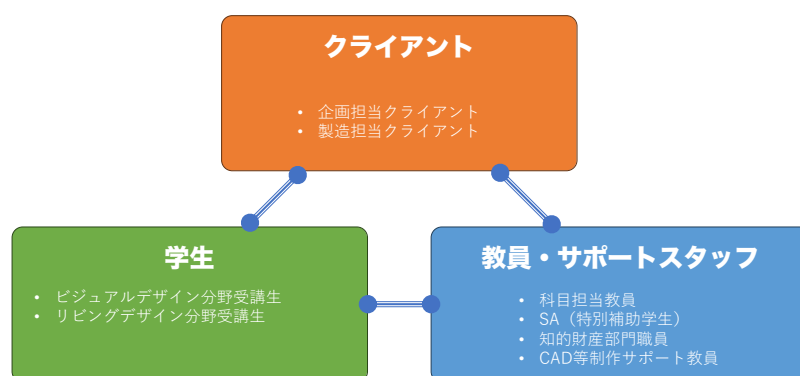 クライアント
• 企画担当クライアント
• 製造担当クライアント
学生
• ビジュアルデザイン分野受講生
• リビングデザイン分野受講生
教員・サポートスタッフ
• 科目担当教員
• SA（特別補助学生）
• 知的財産部門職員
• CAD等制作サポート教員